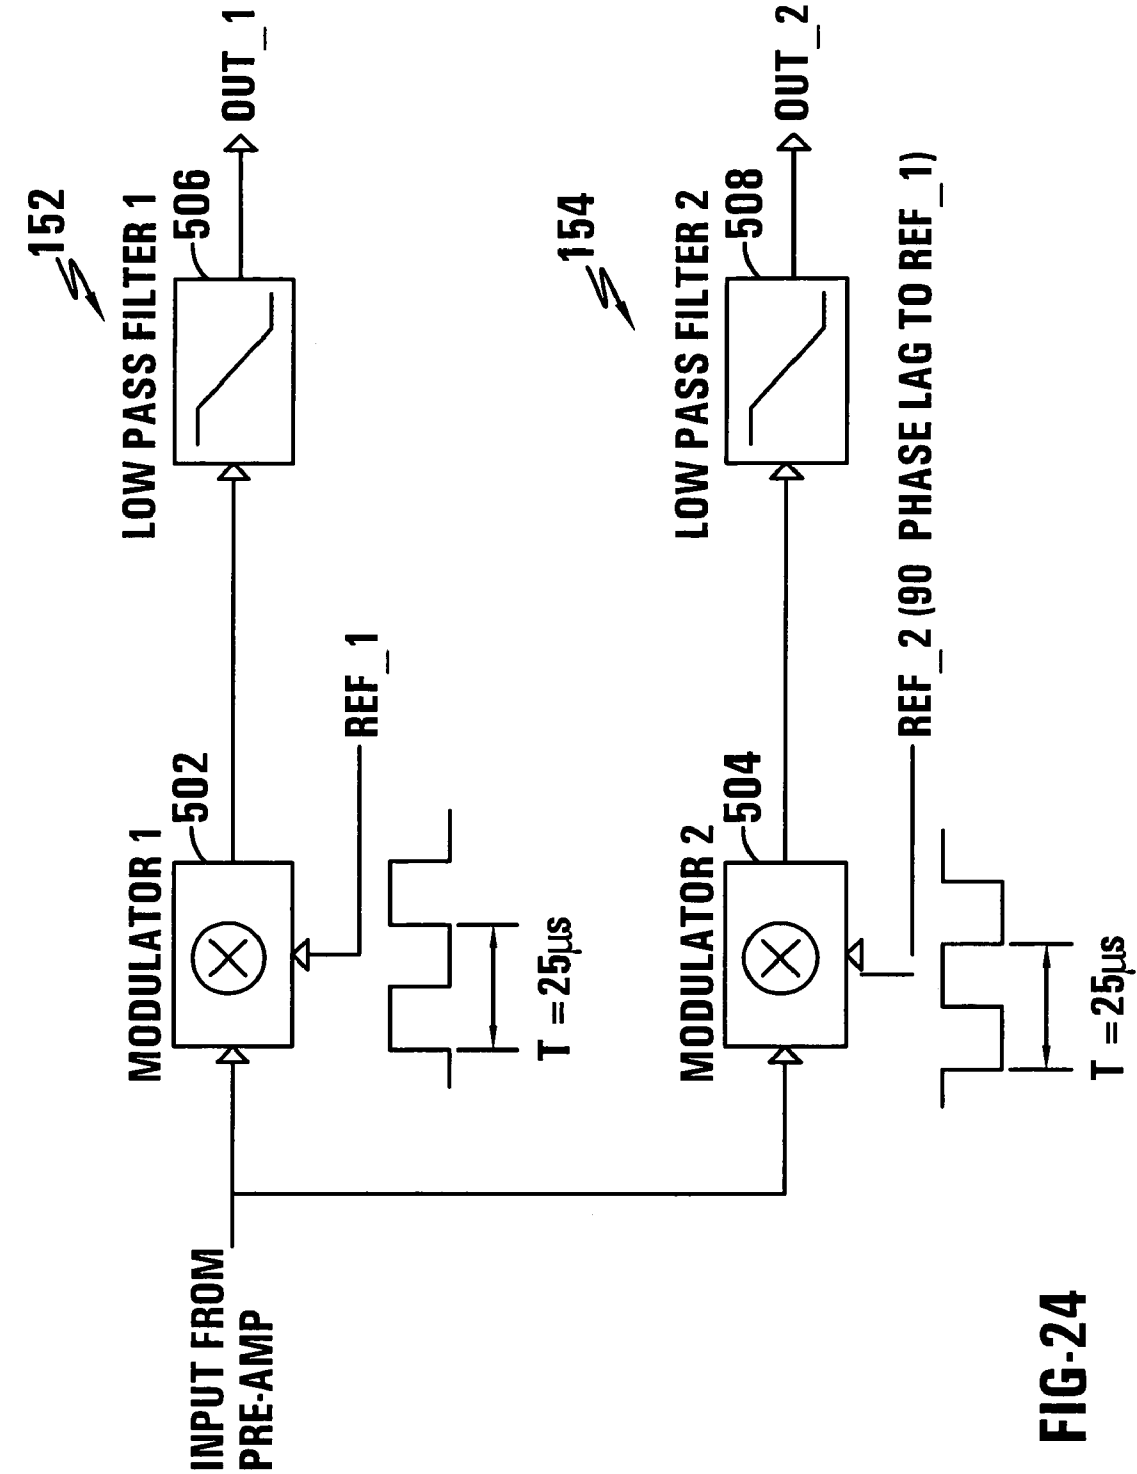 152
LOW PASS FILTER 1
506
OUT_1
MODULATOR 1
502
REF_1
T = 25µs
INPUT FROM
PRE-AMP
154
LOW PASS FILTER 2
508
OUT_2
MODULATOR 2
504
REF_2 (90 PHASE LAG TO REF_1)
T = 25µs
FIG-24